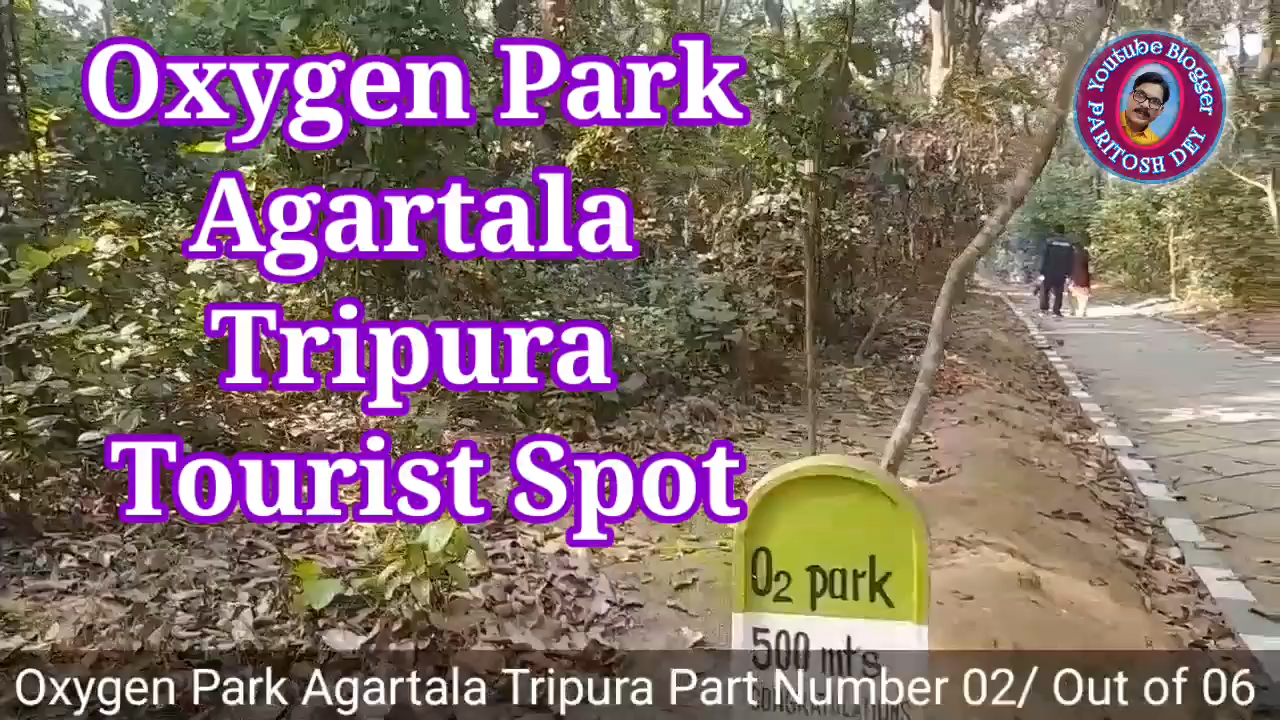 Oxygen Park
Agartala
Tripura
Tourist Spot
Youtube Blogger
PARITOSH DEY
O₂ park
500 mts
CONGRATULATIONS
Oxygen Park Agartala Tripura Part Number 02/ Out of 06